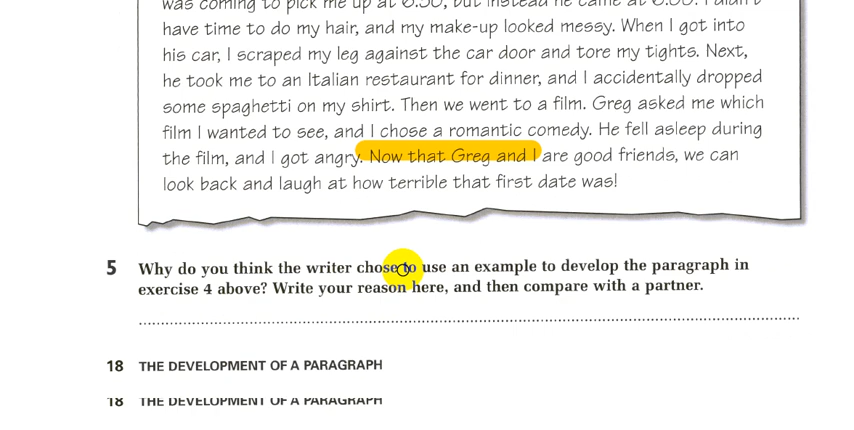 was coming to pick me up at 6.30, but instead he came at 6.00. I didn't
have time to do my hair, and my make-up looked messy. When I got into
his car, I scraped my leg against the car door and tore my tights. Next,
he took me to an Italian restaurant for dinner, and I accidentally dropped
some spaghetti on my shirt. Then we went to a film. Greg asked me which
film I wanted to see, and I chose a romantic comedy. He fell asleep during
the film, and I got angry. Now that Greg and I are good friends, we can
look back and laugh at how terrible that first date was!
5 Why do you think the writer chose to use an example to develop the paragraph in
exercise 4 above? Write your reason here, and then compare with a partner.
18 THE DEVELOPMENT OF A PARAGRAPH
18 THE DEVELOPMENT OF A PARAGRAPH